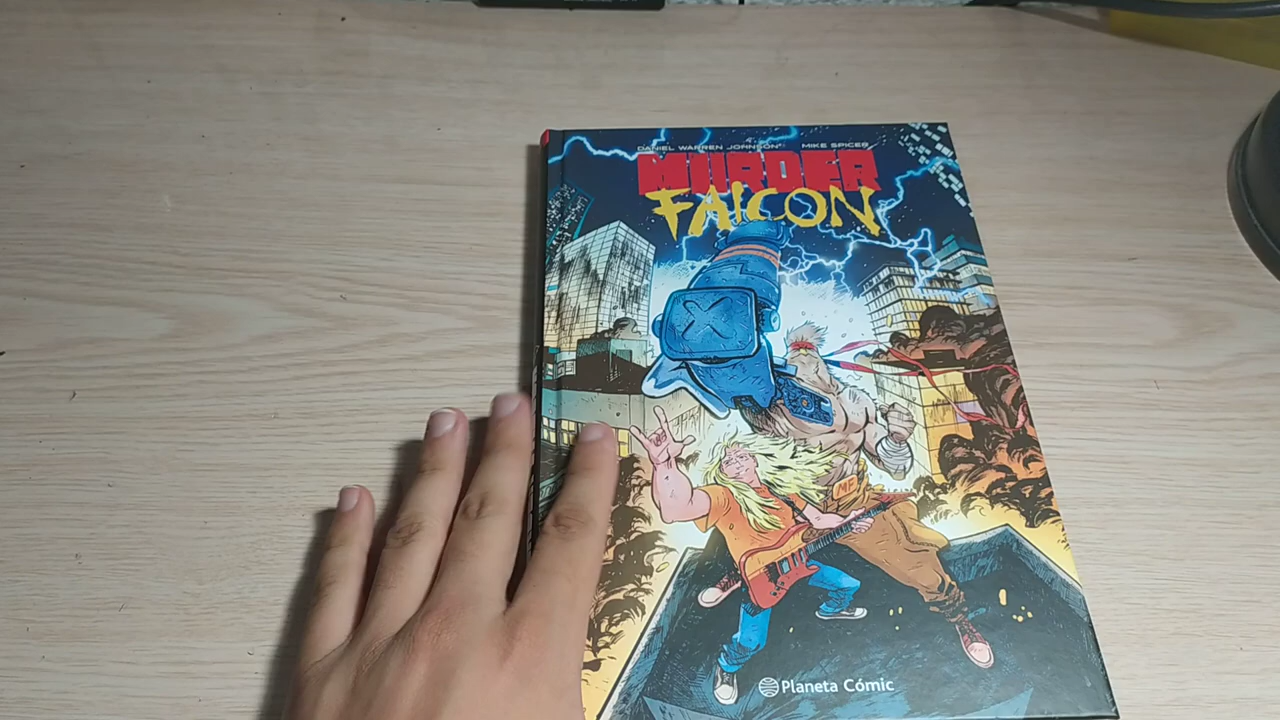 DANIEL WARREN JOHNSON MIKE SPICER
MURDER
FALCON
MF
Planeta Cómic